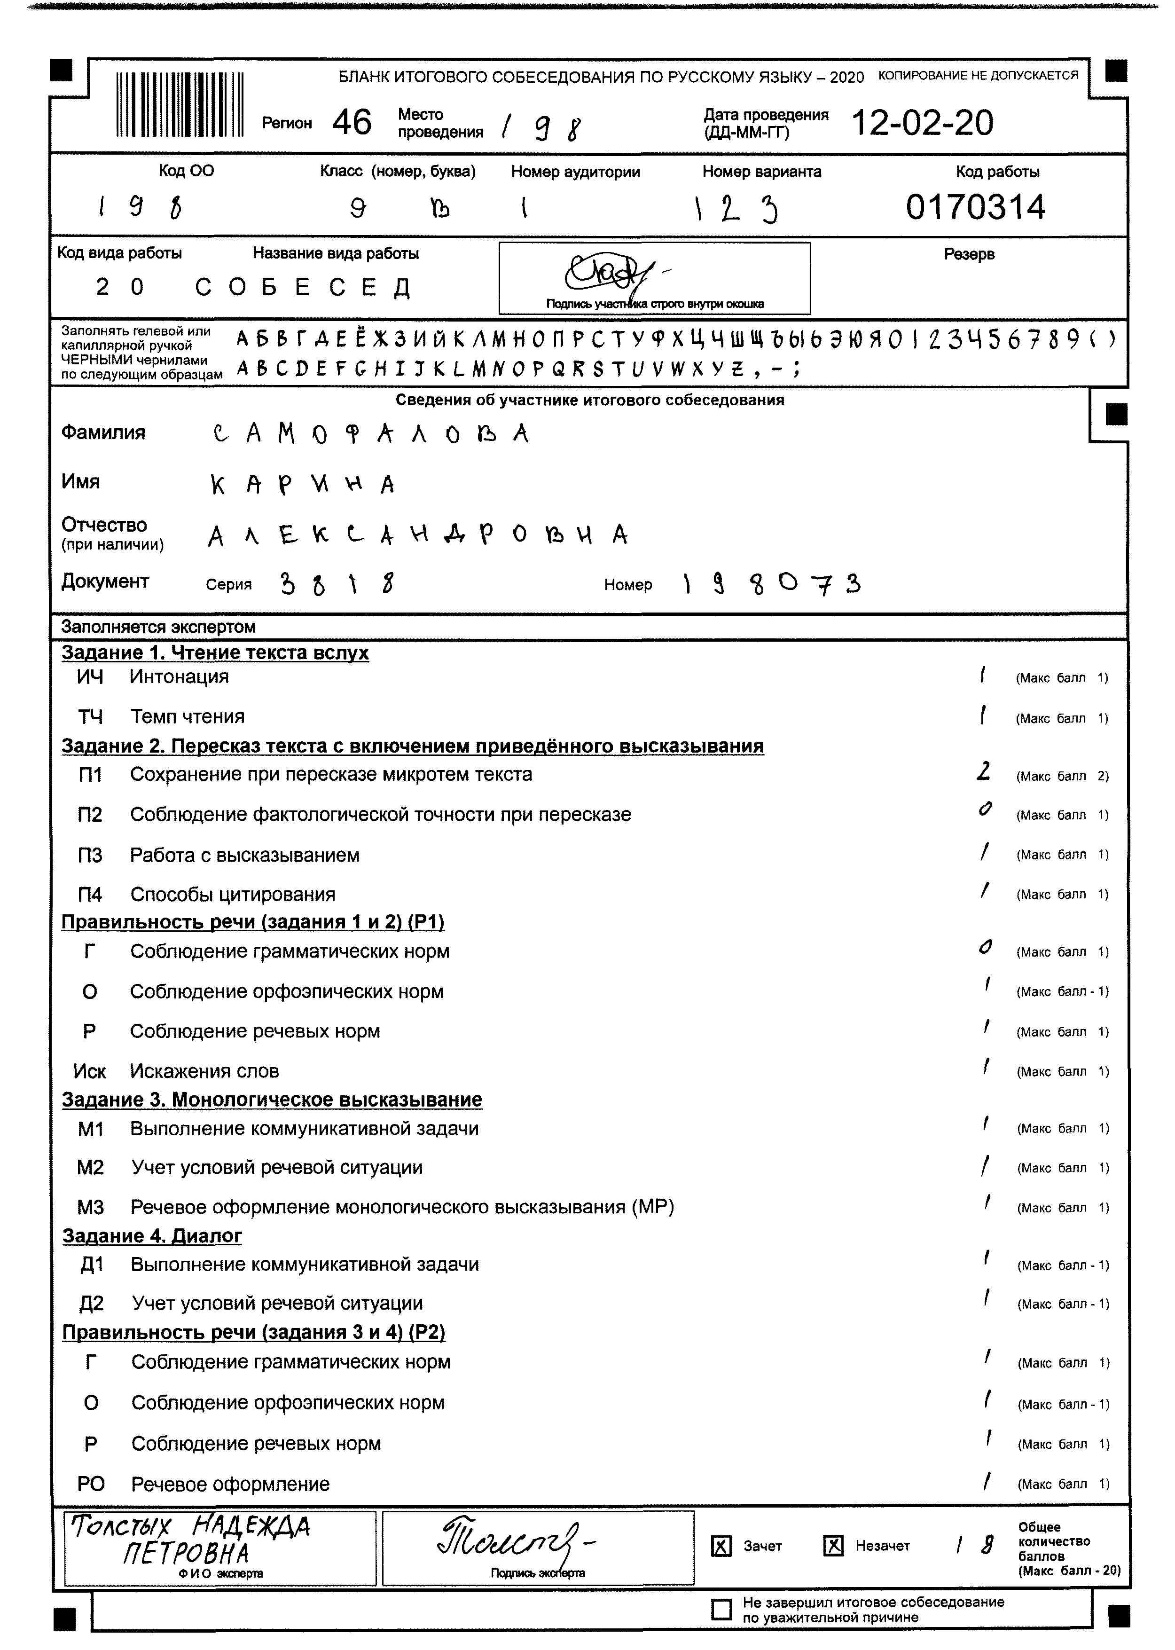 БЛАНК ИТОГОВОГО СОБЕСЕДОВАНИЯ ПО РУССКОМУ ЯЗЫКУ – 2020 КОПИРОВАНИЕ НЕ ДОПУСКАЕТСЯ
Регион 46 Место проведения 198 Дата проведения (ДД-ММ-ГГ) 12-02-20
Код ОО Класс (номер, буква) Номер аудитории Номер варианта Код работы
198 9 В 1 123 0170314
Код вида работы Название вида работы Резерв
20 СОБЕСЕД
Подпись участника строго внутри окошка
Заполнять гелевой или
капиллярной ручкой
ЧЕРНЫМИ чернилами
по следующим образцам
АБВГДЕЁЖЗИЙКЛМНОПРСТУФХЦЧШЩЪЫЬЭЮЯ0123456789()
ABCDEFGHIJKLMNOPQRSTUVWXYZ,-;
Сведения об участнике итогового собеседования
Фамилия САМОФАЛОВА
Имя КАРИНА
Отчество АЛЕКСАНДРОВНА
(при наличии)
Документ Серия 3818 Номер 198073
Заполняется экспертом
Задание 1. Чтение текста вслух
ИЧ Интонация 1 (Макс балл 1)
ТЧ Темп чтения 1 (Макс балл 1)
Задание 2. Пересказ текста с включением приведённого высказывания
П1 Сохранение при пересказе микротем текста 2 (Макс балл 2)
П2 Соблюдение фактологической точности при пересказе 0 (Макс балл 1)
П3 Работа с высказыванием 1 (Макс балл 1)
П4 Способы цитирования 1 (Макс балл 1)
Правильность речи (задания 1 и 2) (Р1)
Г Соблюдение грамматических норм 0 (Макс балл 1)
О Соблюдение орфоэпических норм 1 (Макс балл - 1)
Р Соблюдение речевых норм 1 (Макс балл 1)
Иск Искажения слов 1 (Макс балл 1)
Задание 3. Монологическое высказывание
М1 Выполнение коммуникативной задачи 1 (Макс балл 1)
М2 Учет условий речевой ситуации 1 (Макс балл 1)
М3 Речевое оформление монологического высказывания (МР) 1 (Макс балл 1)
Задание 4. Диалог
Д1 Выполнение коммуникативной задачи 1 (Макс балл - 1)
Д2 Учет условий речевой ситуации 1 (Макс балл - 1)
Правильность речи (задания 3 и 4) (Р2)
Г Соблюдение грамматических норм 1 (Макс балл 1)
О Соблюдение орфоэпических норм 1 (Макс балл - 1)
Р Соблюдение речевых норм 1 (Макс балл 1)
РО Речевое оформление 1 (Макс балл 1)
ТОЛСТЫХ НАДЕЖДА
ПЕТРОВНА
ФИО эксперта
Толсты
Подпись эксперта
X Зачет X Незачет 18
Общее
количество
баллов
(Макс балл - 20)
Не завершил итоговое собеседование
по уважительной причине